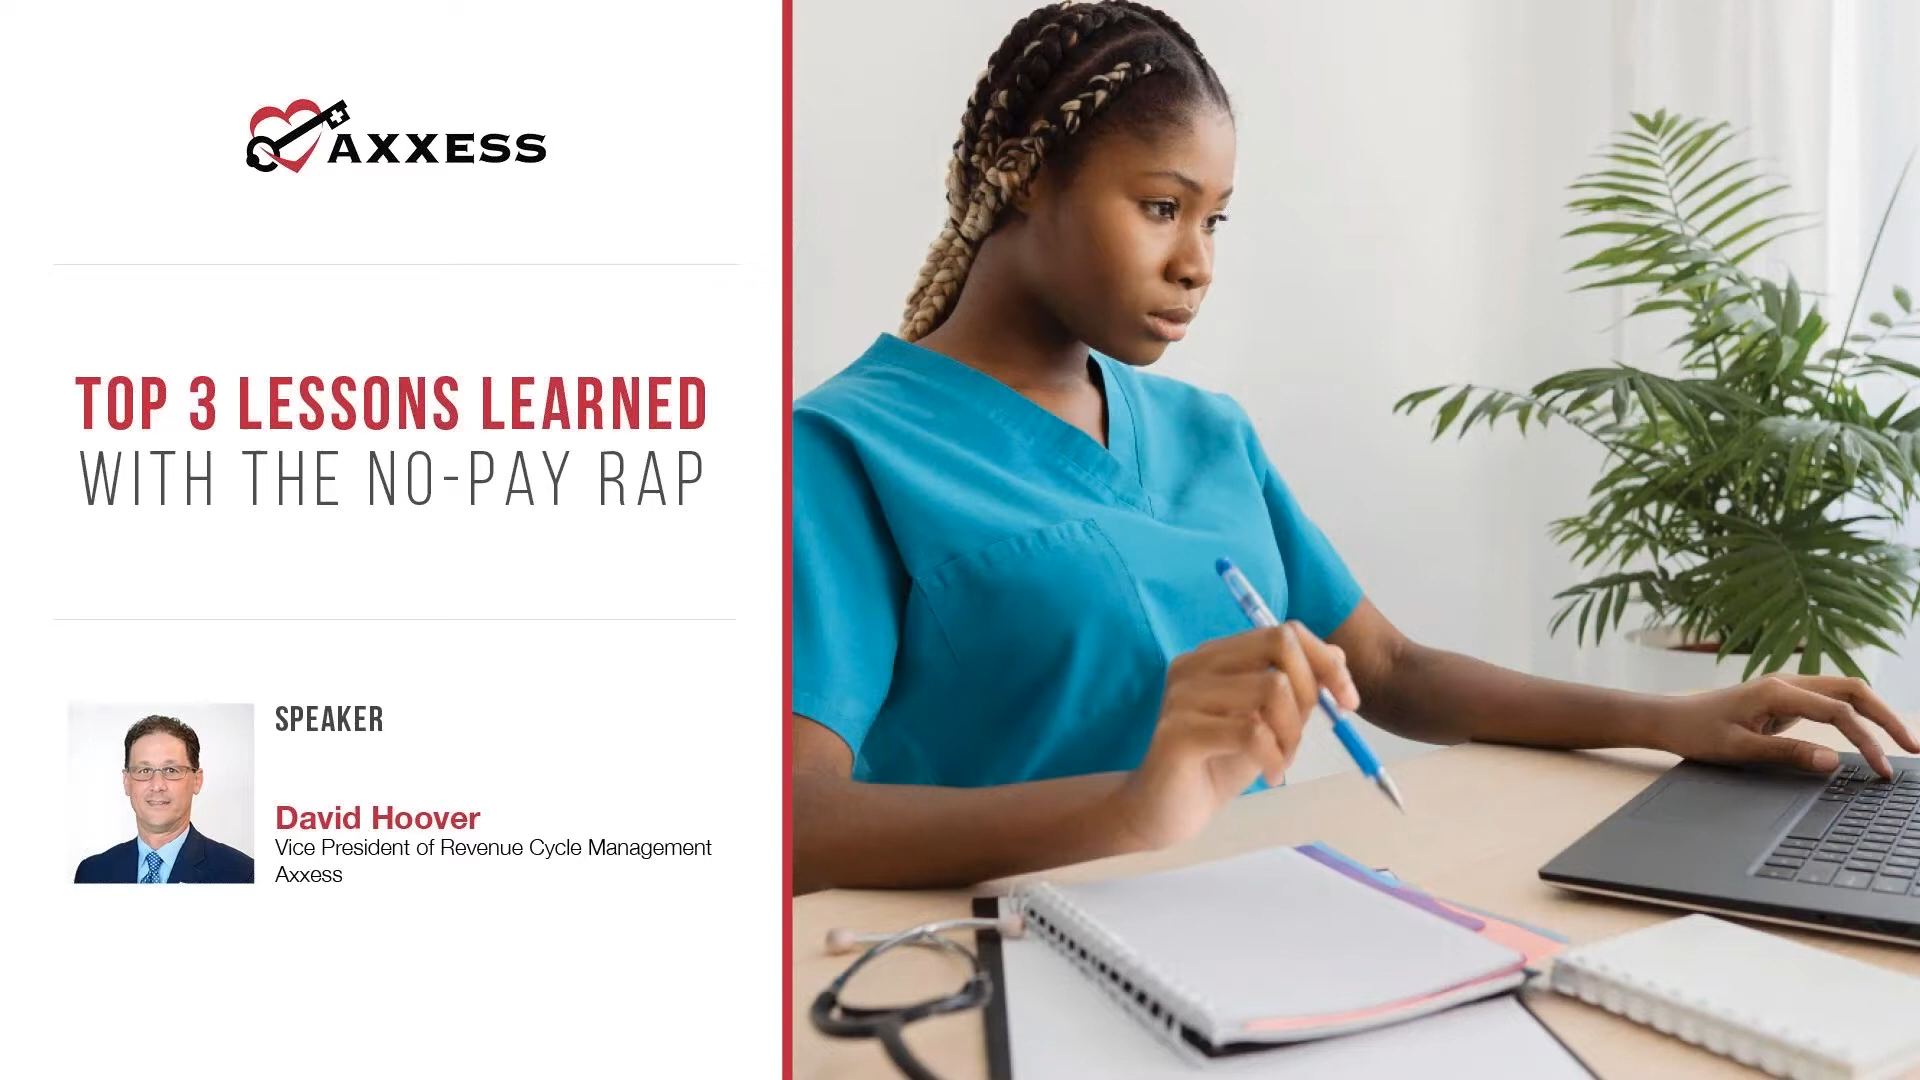 AXXESS
TOP 3 LESSONS LEARNED
WITH THE NO-PAY RAP
SPEAKER
David Hoover
Vice President of Revenue Cycle Management
Axxess